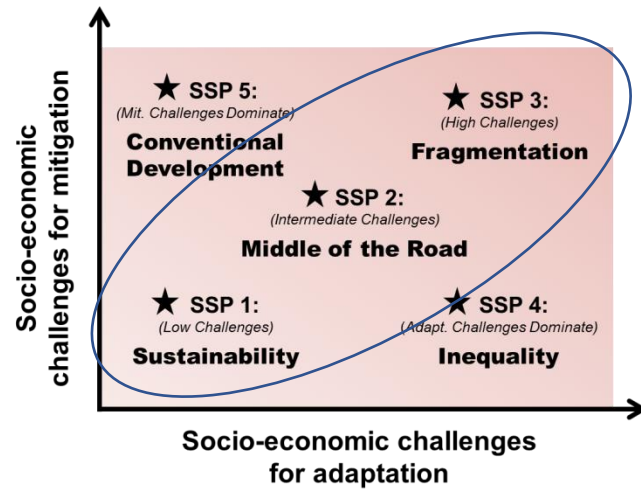 Socio-economic
challenges for mitigation
SSP 5:
(Mit. Challenges Dominate)
Conventional
Development
SSP 3:
(High Challenges)
Fragmentation
SSP 2:
(Intermediate Challenges)
Middle of the Road
SSP 1:
(Low Challenges)
Sustainability
SSP 4:
(Adapt. Challenges Dominate)
Inequality
Socio-economic challenges
for adaptation